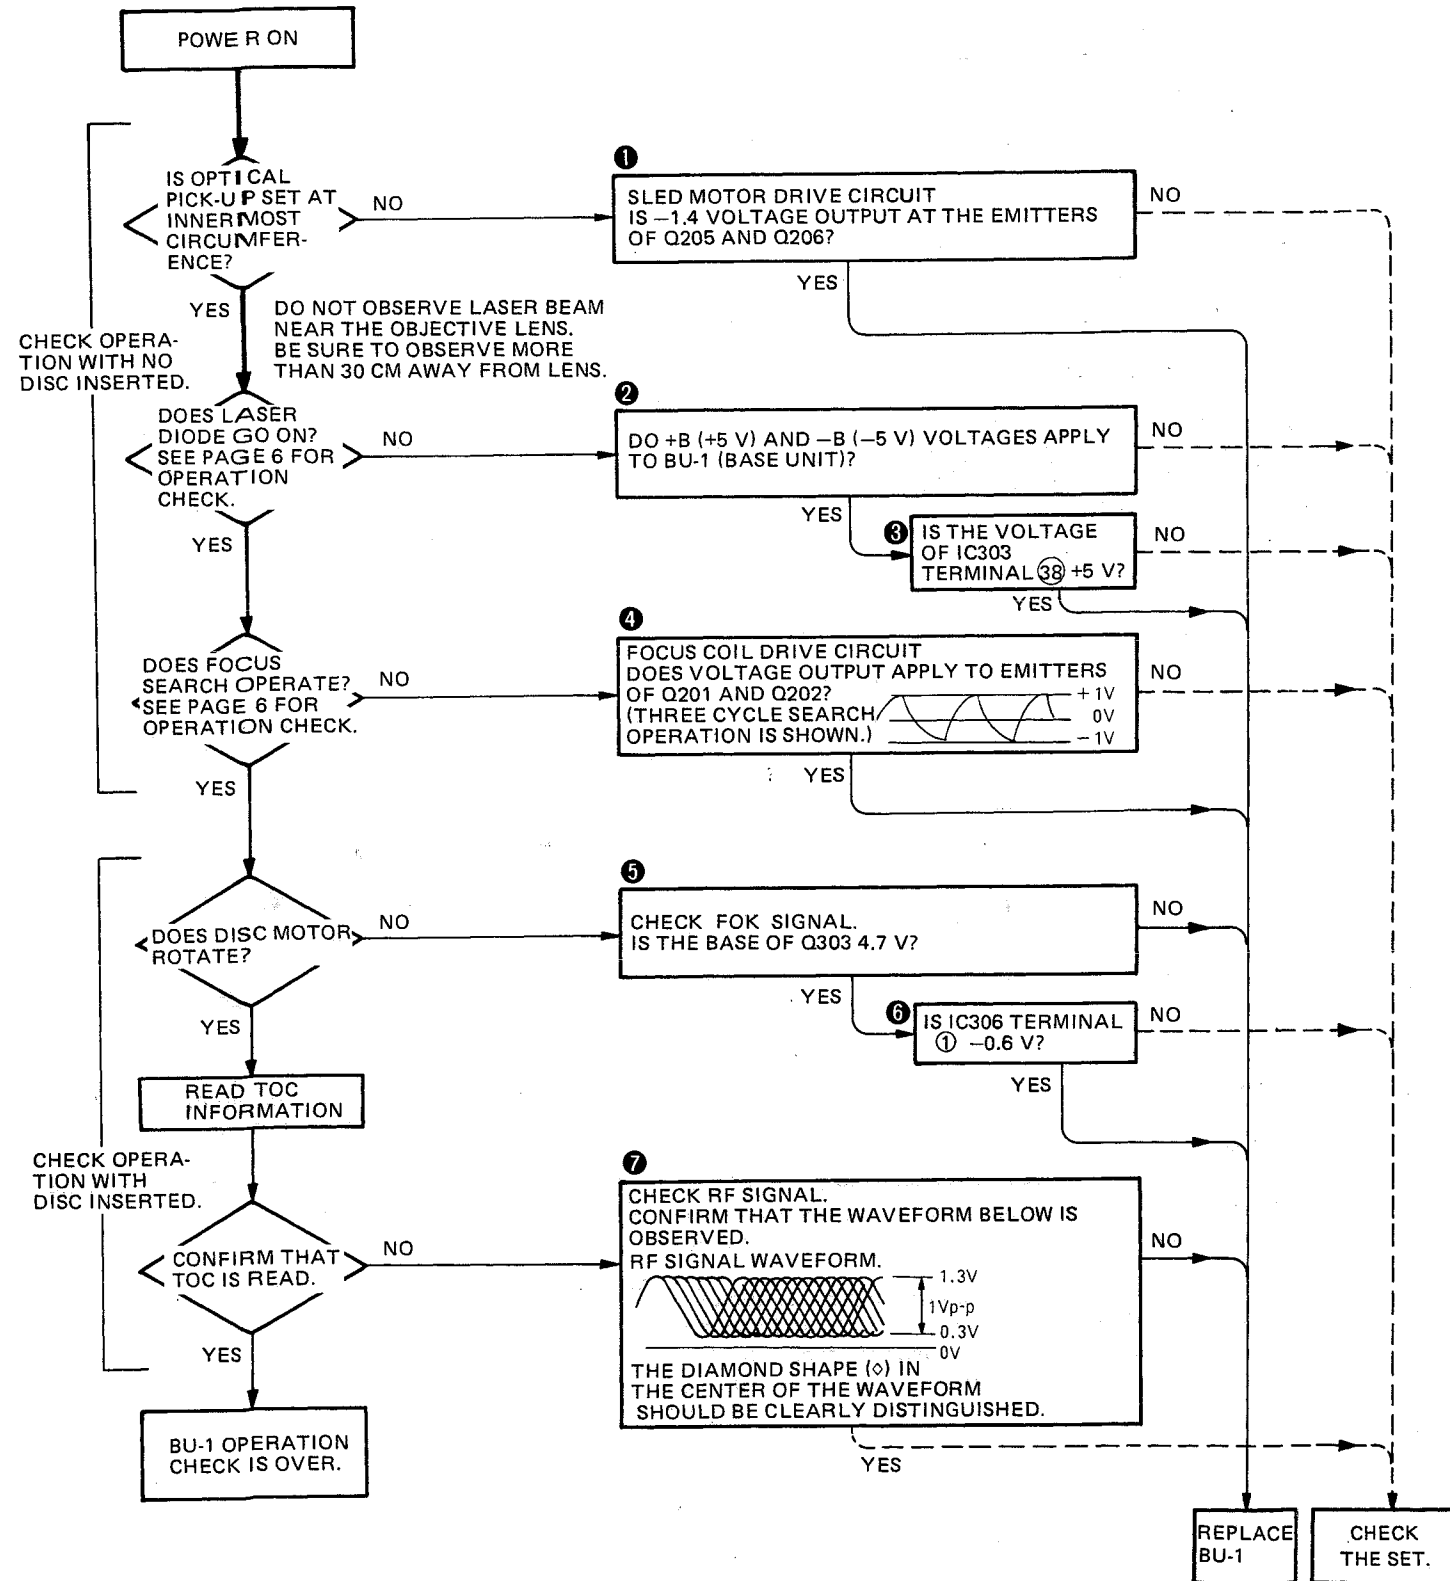 POWER ON
IS OPTICAL
PICK-UP SET AT
INNERMOST
CIRCUMFER-
ENCE?
NO
YES
❶
SLED MOTOR DRIVE CIRCUIT
IS −1.4 VOLTAGE OUTPUT AT THE EMITTERS
OF Q205 AND Q206?
NO
YES
DO NOT OBSERVE LASER BEAM
NEAR THE OBJECTIVE LENS.
BE SURE TO OBSERVE MORE
THAN 30 CM AWAY FROM LENS.
CHECK OPERA-
TION WITH NO
DISC INSERTED.
DOES LASER
DIODE GO ON?
SEE PAGE 6 FOR
OPERATION
CHECK.
NO
YES
❷
DO +B (+5 V) AND −B (−5 V) VOLTAGES APPLY
TO BU-1 (BASE UNIT)?
NO
YES
❸
IS THE VOLTAGE
OF IC303
TERMINAL ㊳ +5 V?
NO
YES
DOES FOCUS
SEARCH OPERATE?
SEE PAGE 6 FOR
OPERATION CHECK.
NO
YES
❹
FOCUS COIL DRIVE CIRCUIT
DOES VOLTAGE OUTPUT APPLY TO EMITTERS
OF Q201 AND Q202?
(THREE CYCLE SEARCH
OPERATION IS SHOWN.)
+1V
0V
−1V
NO
YES
DOES DISC MOTOR
ROTATE?
NO
YES
❺
CHECK FOK SIGNAL.
IS THE BASE OF Q303 4.7 V?
NO
YES
❻
IS IC306 TERMINAL
① −0.6 V?
NO
YES
READ TOC
INFORMATION
CHECK OPERA-
TION WITH
DISC INSERTED.
CONFIRM THAT
TOC IS READ.
NO
YES
❼
CHECK RF SIGNAL.
CONFIRM THAT THE WAVEFORM BELOW IS
OBSERVED.
RF SIGNAL WAVEFORM.
1.3V
1Vp-p
0.3V
0V
THE DIAMOND SHAPE (◇) IN
THE CENTER OF THE WAVEFORM
SHOULD BE CLEARLY DISTINGUISHED.
NO
YES
BU-1 OPERATION
CHECK IS OVER.
REPLACE
BU-1
CHECK
THE SET.